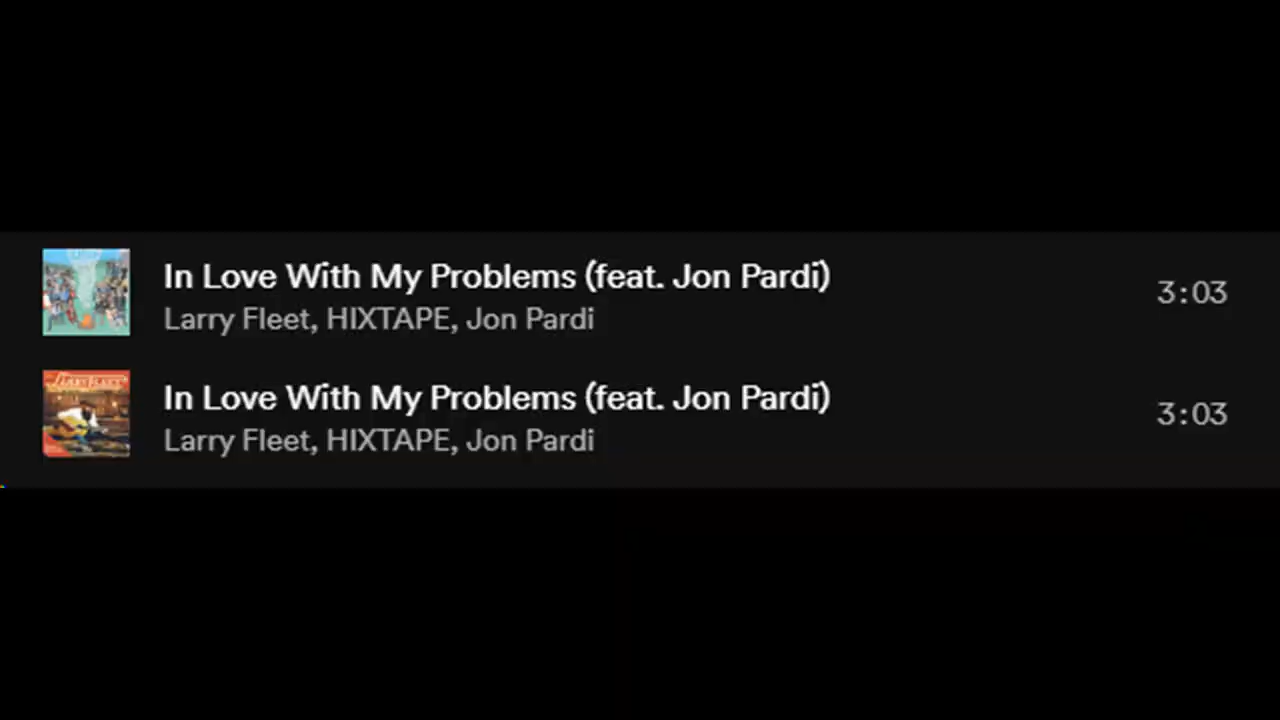 In Love With My Problems (feat. Jon Pardi)
Larry Fleet, HIXTAPE, Jon Pardi
3:03
In Love With My Problems (feat. Jon Pardi)
Larry Fleet, HIXTAPE, Jon Pardi
3:03